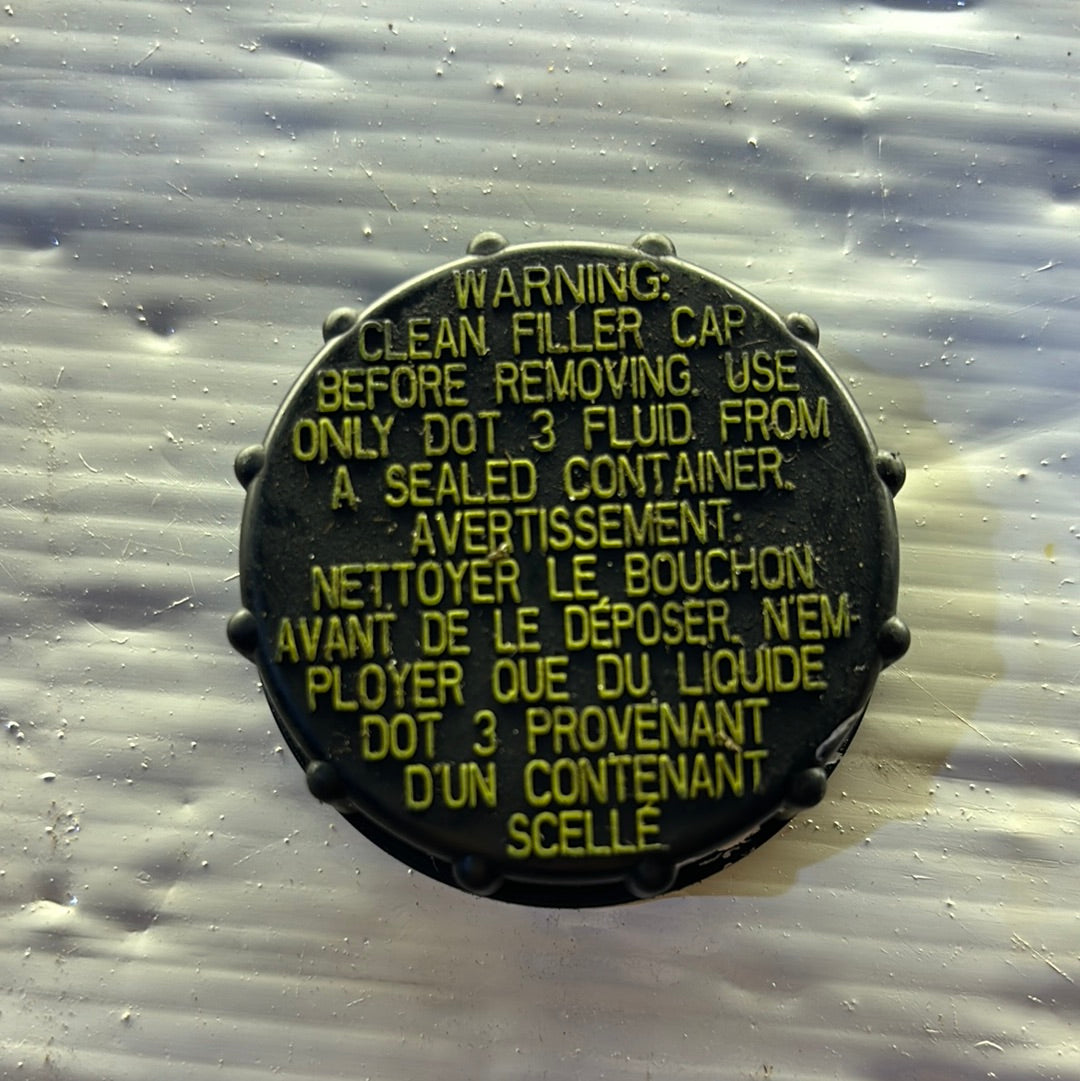 WARNING:
CLEAN FILLER CAP
BEFORE REMOVING. USE
ONLY DOT 3 FLUID FROM
A SEALED CONTAINER.
AVERTISSEMENT:
NETTOYER LE BOUCHON
AVANT DE LE DÉPOSER. N'EM-
PLOYER QUE DU LIQUIDE
DOT 3 PROVENANT
D'UN CONTENANT
SCELLÉ